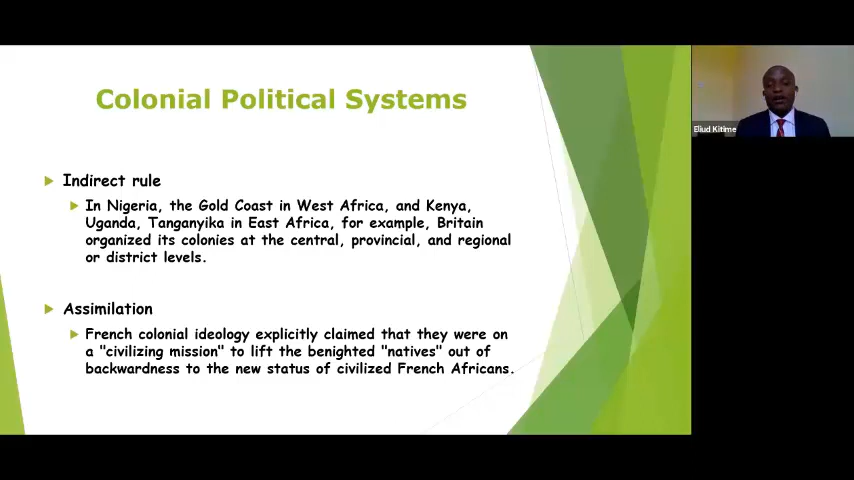 Colonial Political Systems
Eliud Kitime
Indirect rule
In Nigeria, the Gold Coast in West Africa, and Kenya,
Uganda, Tanganyika in East Africa, for example, Britain
organized its colonies at the central, provincial, and regional
or district levels.
Assimilation
French colonial ideology explicitly claimed that they were on
a "civilizing mission" to lift the benighted "natives" out of
backwardness to the new status of civilized French Africans.